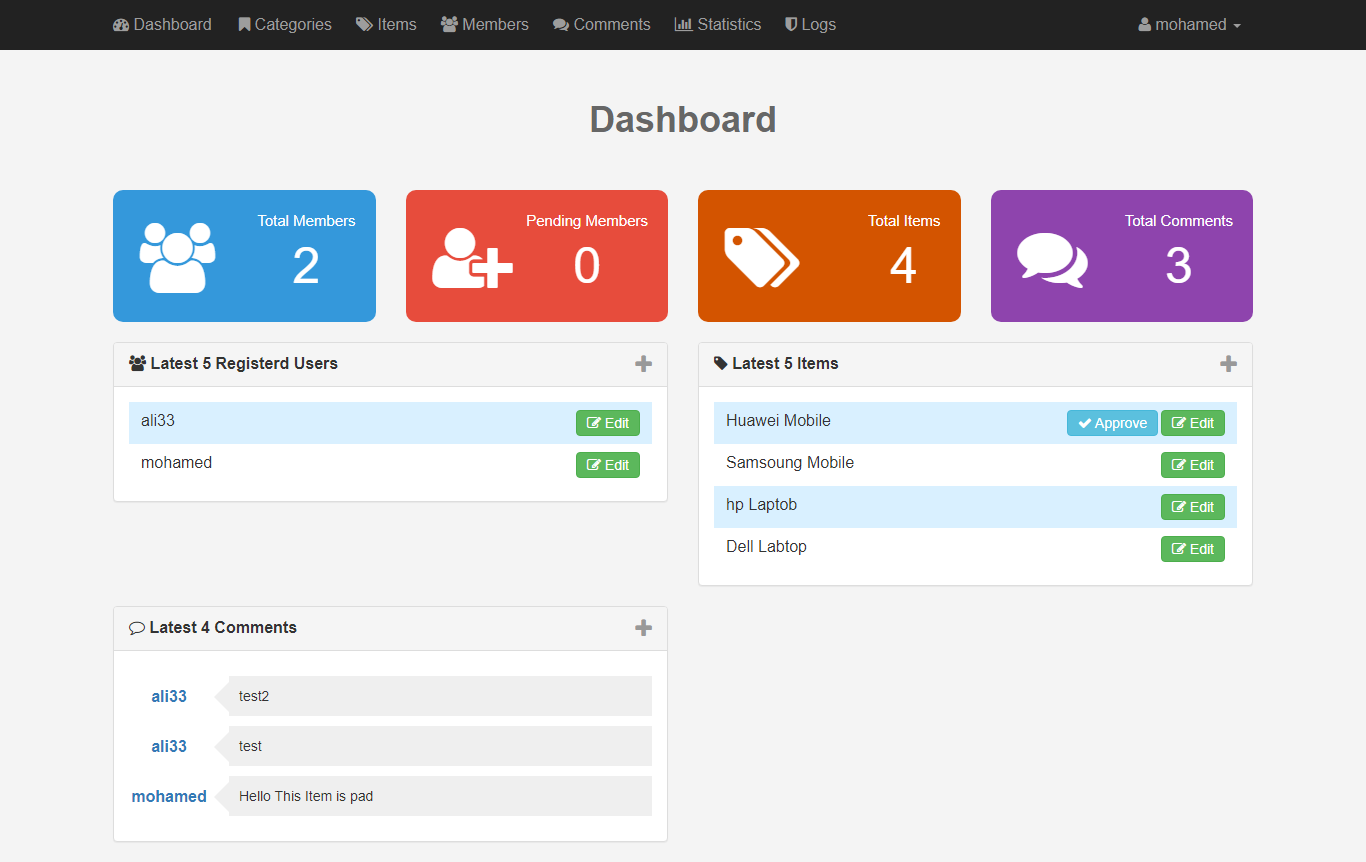 Dashboard Categories Items Members Comments Statistics Logs mohamed
Dashboard
Total Members
2
Pending Members
0
Total Items
4
Total Comments
3
Latest 5 Registerd Users
ali33 Edit
mohamed Edit
Latest 5 Items
Huawei Mobile Approve Edit
Samsoung Mobile Edit
hp Laptob Edit
Dell Labtop Edit
Latest 4 Comments
ali33 test2
ali33 test
mohamed Hello This Item is pad